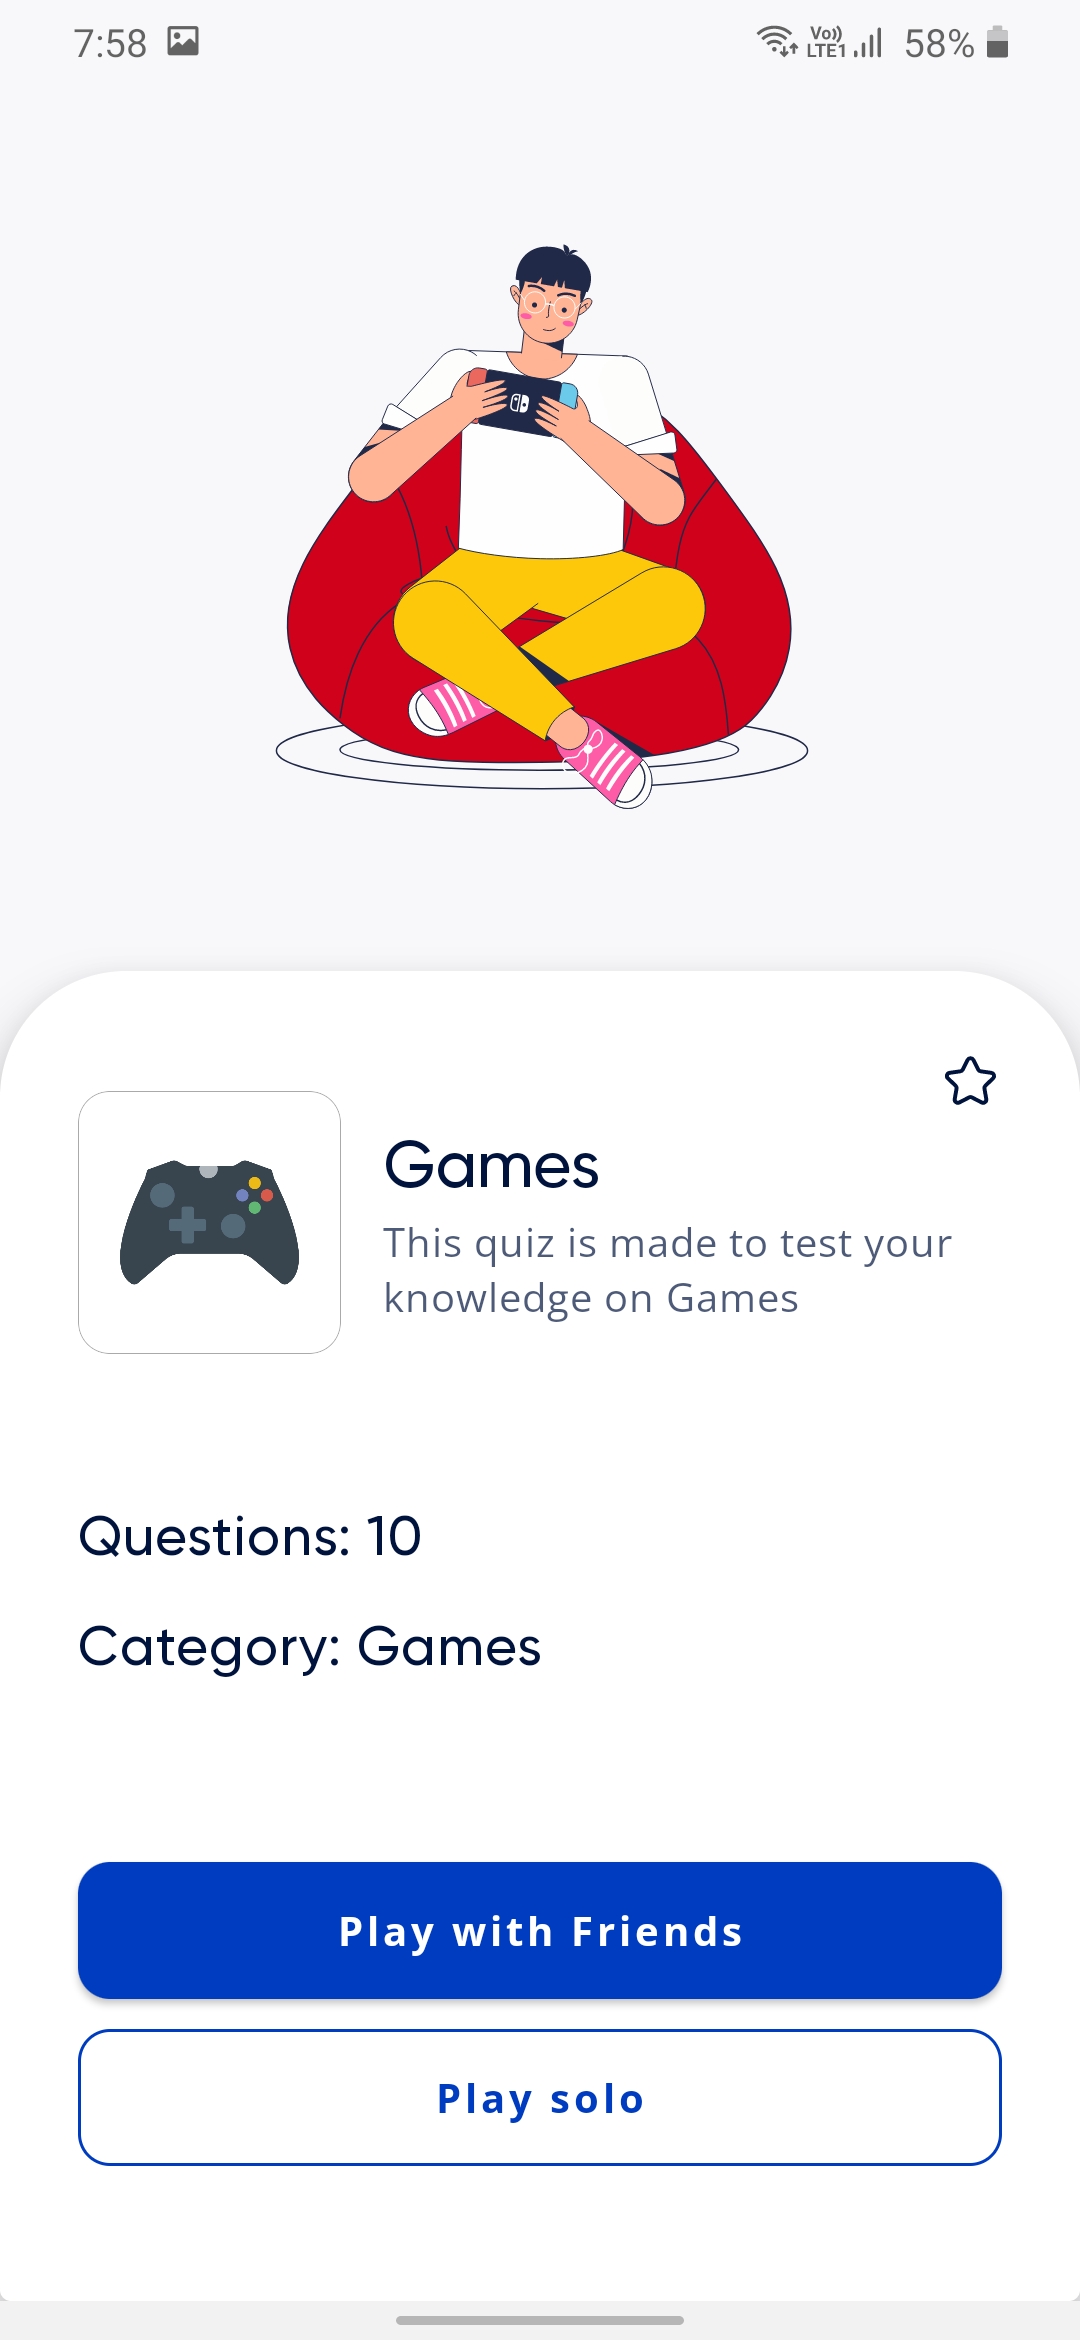 7:58
Vo)) LTE1 58%
Games
This quiz is made to test your
knowledge on Games
Questions: 10
Category: Games
Play with Friends
Play solo